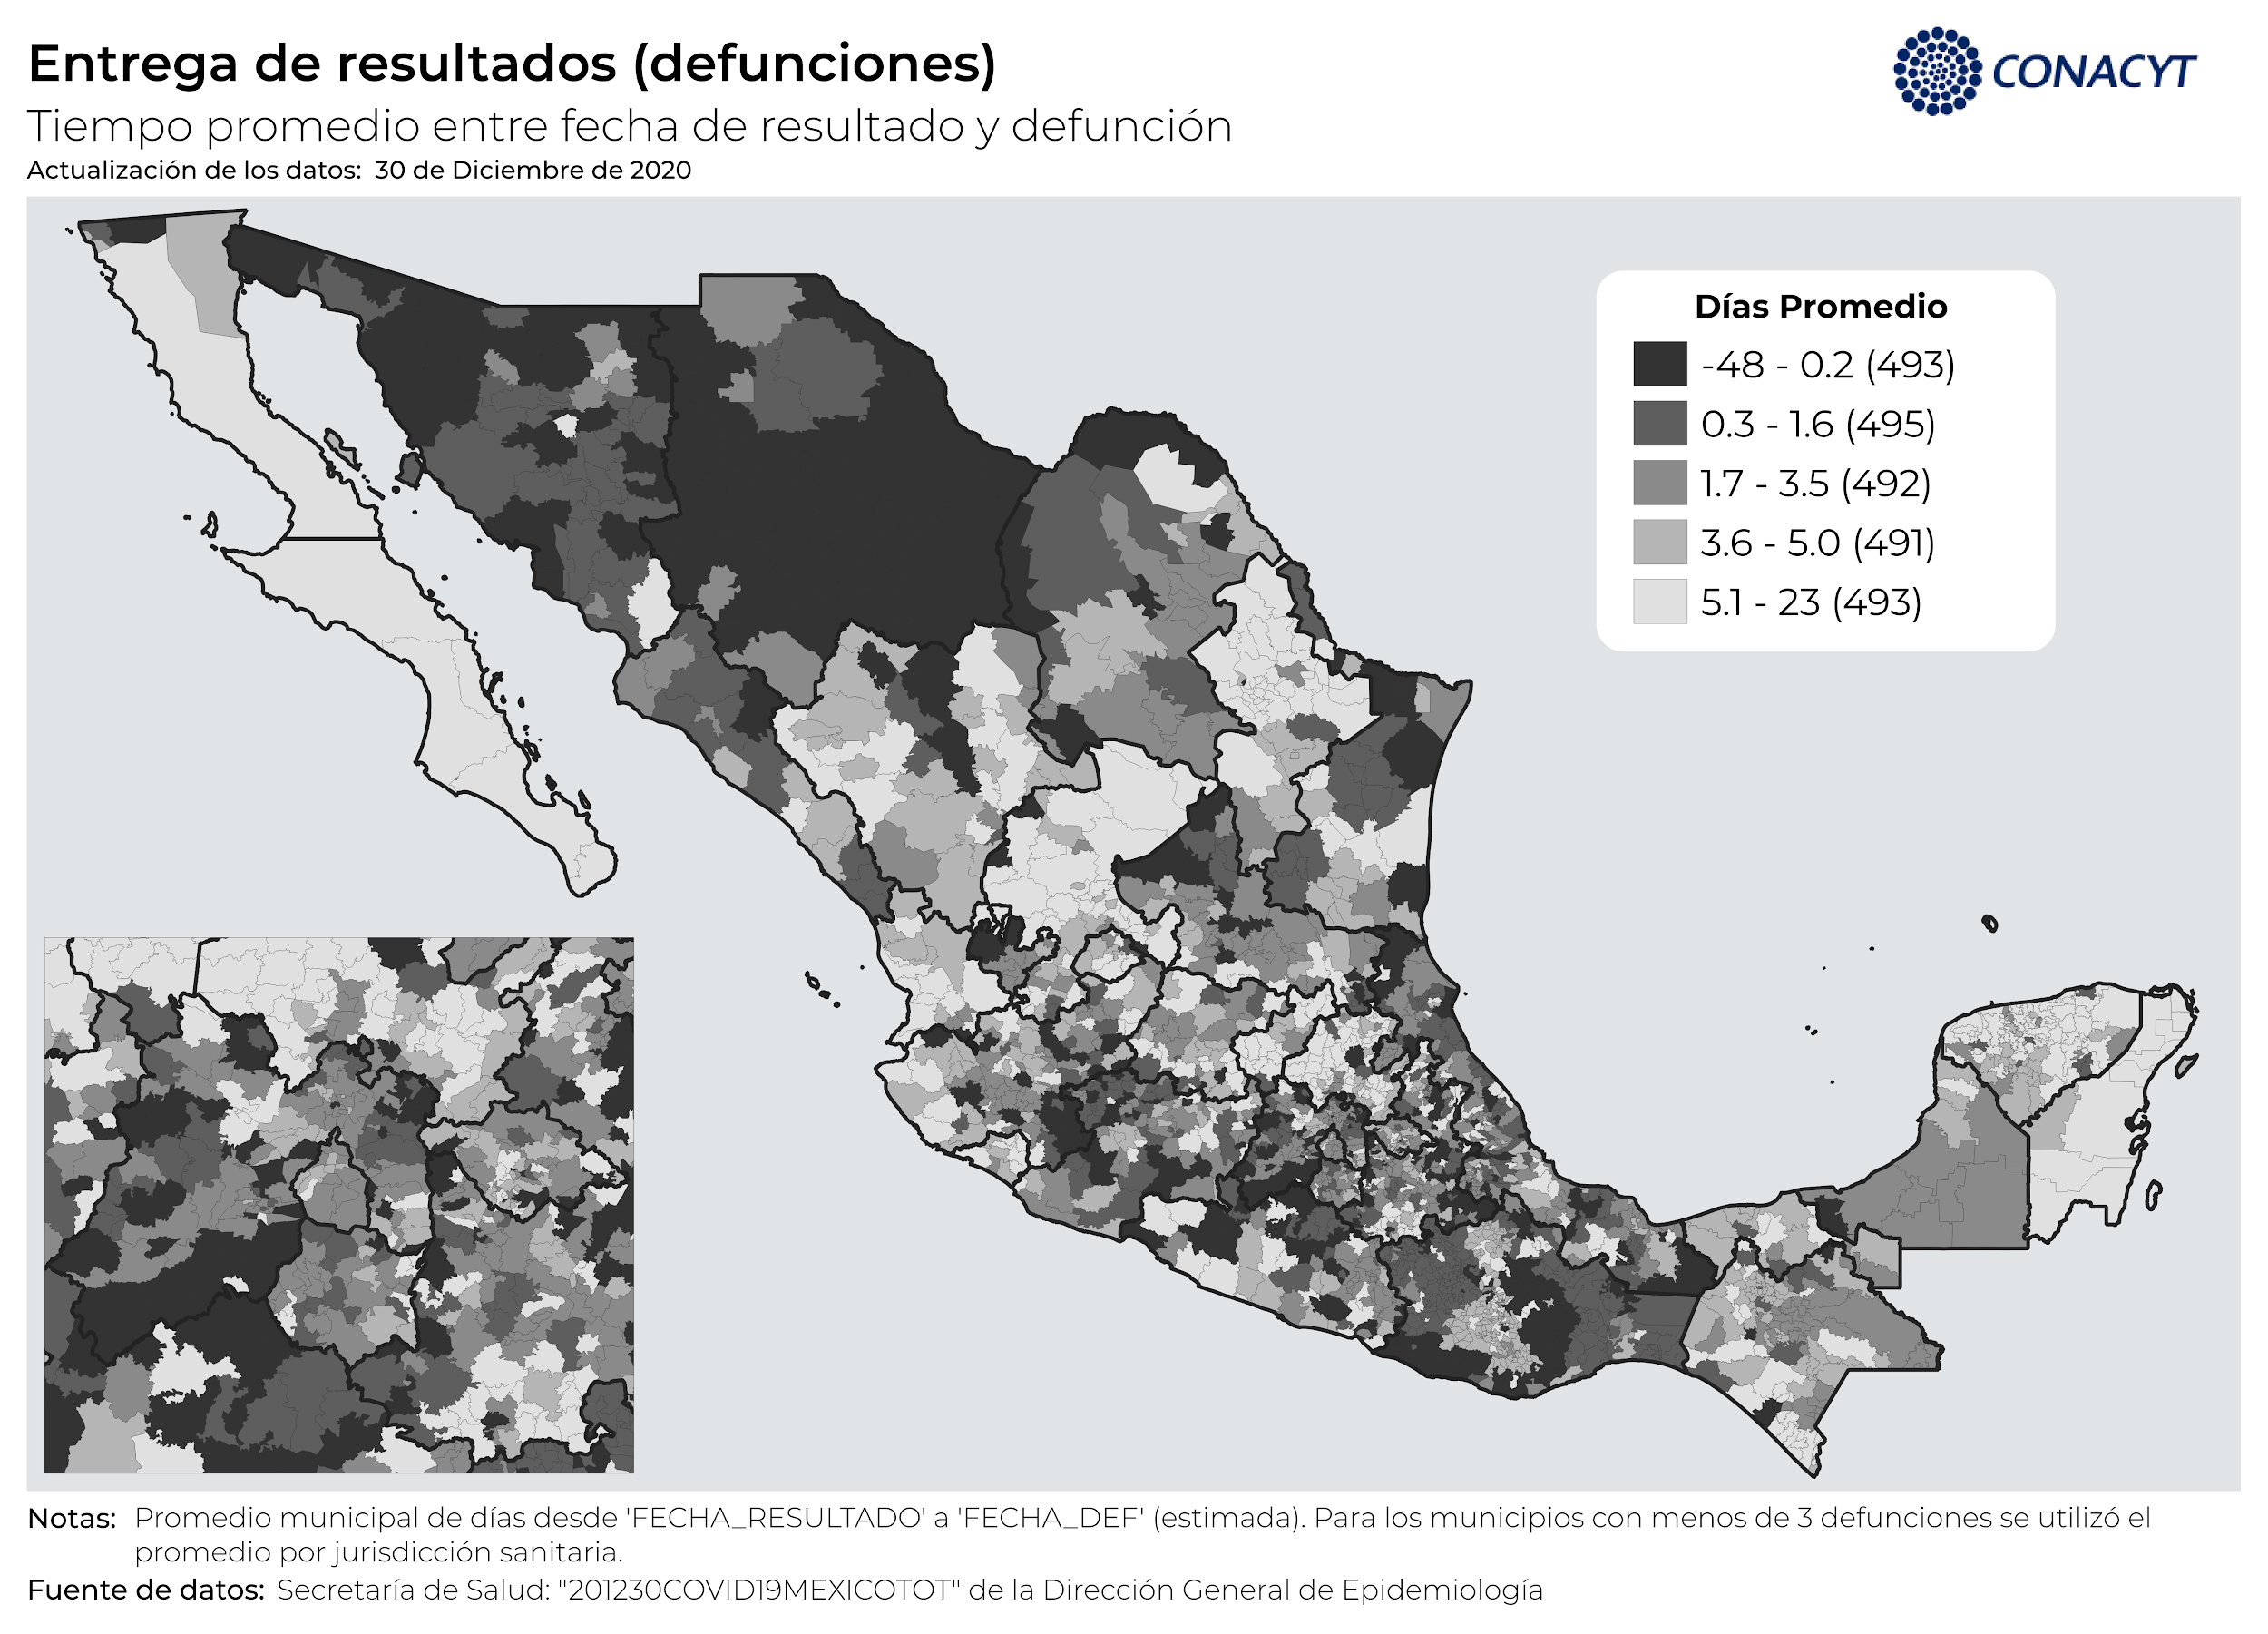 Entrega de resultados (defunciones)
Tiempo promedio entre fecha de resultado y defunción
Actualización de los datos: 30 de Diciembre de 2020
CONACYT
Días Promedio
-48 - 0.2 (493)
0.3 - 1.6 (495)
1.7 - 3.5 (492)
3.6 - 5.0 (491)
5.1 - 23 (493)
Notas: Promedio municipal de días desde 'FECHA_RESULTADO' a 'FECHA_DEF' (estimada). Para los municipios con menos de 3 defunciones se utilizó el
promedio por jurisdicción sanitaria.
Fuente de datos: Secretaría de Salud: "201230COVID19MEXICOTOT" de la Dirección General de Epidemiología